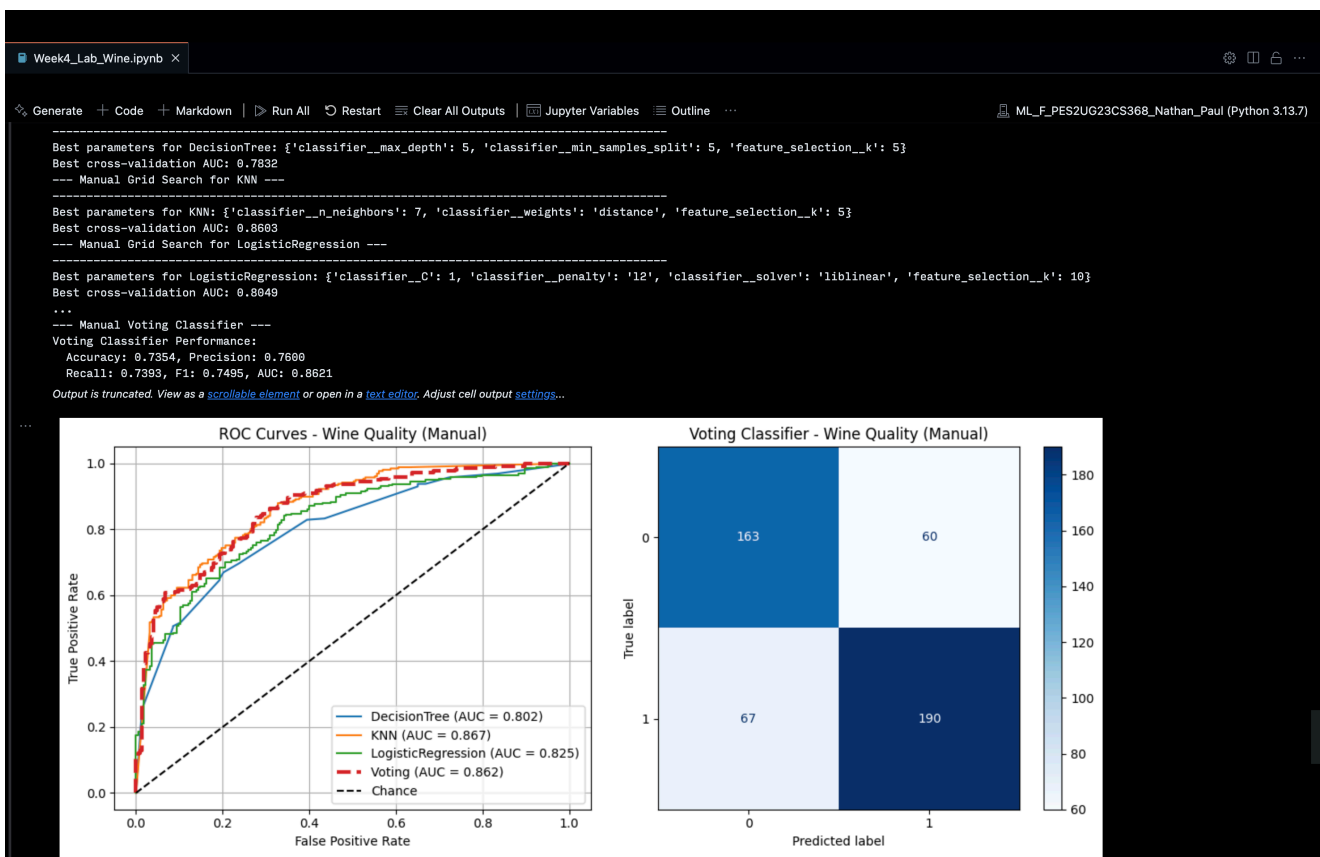 Week4_Lab_Wine.ipynb
Generate + Code + Markdown Run All Restart Clear All Outputs Jupyter Variables Outline ... ML_F_PES2UG23CS368_Nathan_Paul (Python 3.13.7)
--------------------------------------------------------------------------------
Best parameters for DecisionTree: {'classifier__max_depth': 5, 'classifier__min_samples_split': 5, 'feature_selection__k': 5}
Best cross-validation AUC: 0.7832
--- Manual Grid Search for KNN ---
--------------------------------------------------------------------------------
Best parameters for KNN: {'classifier__n_neighbors': 7, 'classifier__weights': 'distance', 'feature_selection__k': 5}
Best cross-validation AUC: 0.8603
--- Manual Grid Search for LogisticRegression ---
--------------------------------------------------------------------------------
Best parameters for LogisticRegression: {'classifier__C': 1, 'classifier__penalty': 'l2', 'classifier__solver': 'liblinear', 'feature_selection__k': 10}
Best cross-validation AUC: 0.8049
...
--- Manual Voting Classifier ---
Voting Classifier Performance:
Accuracy: 0.7354, Precision: 0.7600
Recall: 0.7393, F1: 0.7495, AUC: 0.8621
Output is truncated. View as a scrollable element or open in a text editor. Adjust cell output settings...
...
ROC Curves - Wine Quality (Manual)
1.0
0.8
0.6
0.4
0.2
0.0
True Positive Rate
DecisionTree (AUC = 0.802)
KNN (AUC = 0.867)
LogisticRegression (AUC = 0.825)
Voting (AUC = 0.862)
Chance
0.0 0.2 0.4 0.6 0.8 1.0
False Positive Rate
Voting Classifier - Wine Quality (Manual)
True label
0
163 60
1
67 190
0 1
Predicted label
180
160
140
120
100
80
60